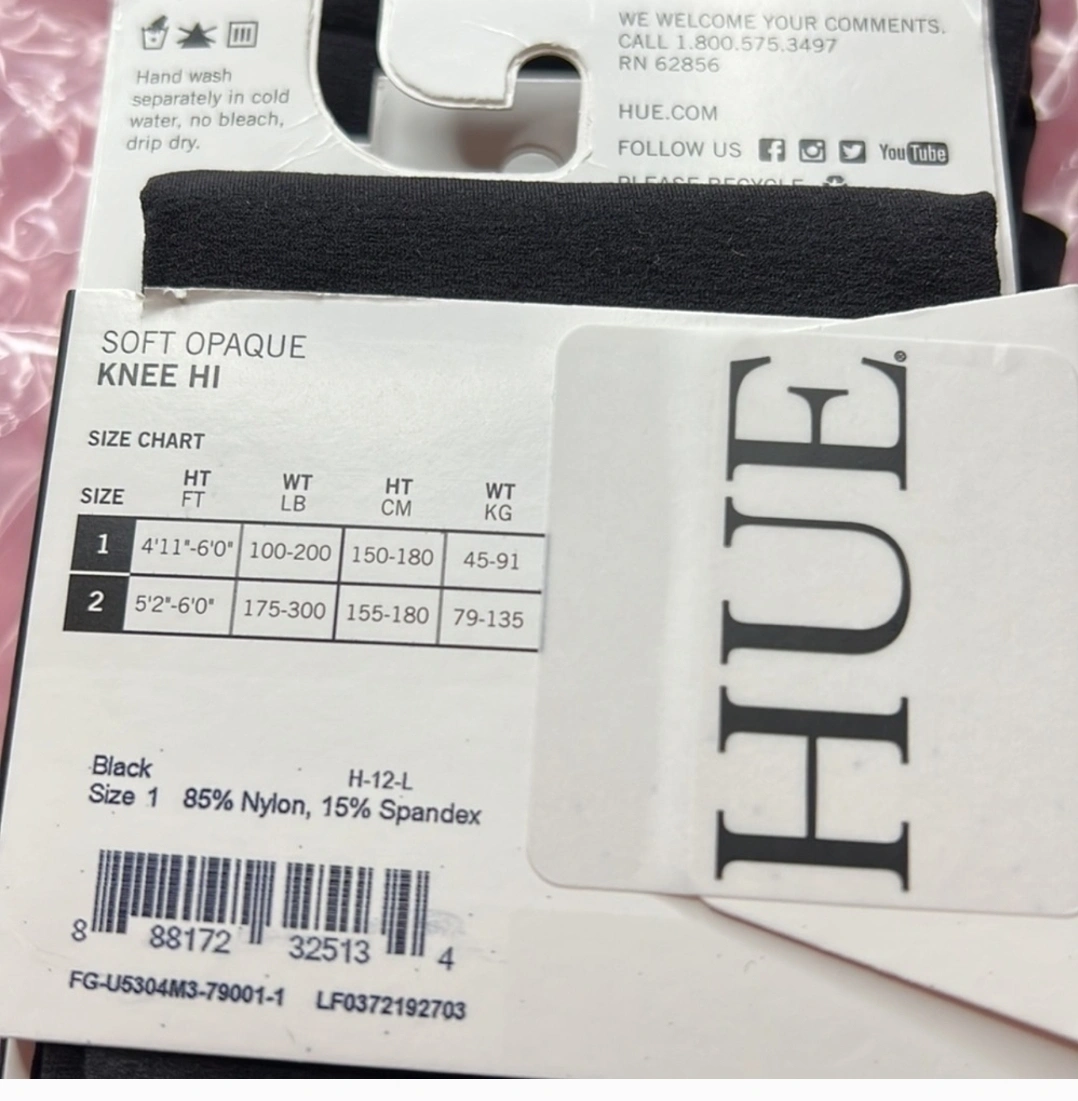 Hand wash
separately in cold
water, no bleach,
drip dry.
WE WELCOME YOUR COMMENTS.
CALL 1.800.575.3497
RN 62856
HUE.COM
FOLLOW US f YouTube
PLEASE RECYCLE
SOFT OPAQUE
KNEE HI
SIZE CHART
SIZE HT FT WT LB HT CM WT KG
1 4'11"-6'0" 100-200 150-180 45-91
2 5'2"-6'0" 175-300 155-180 79-135
Black H-12-L
Size 1 85% Nylon, 15% Spandex
8 88172 32513 4
FG-U5304M3-79001-1 LF0372192703
HUE®